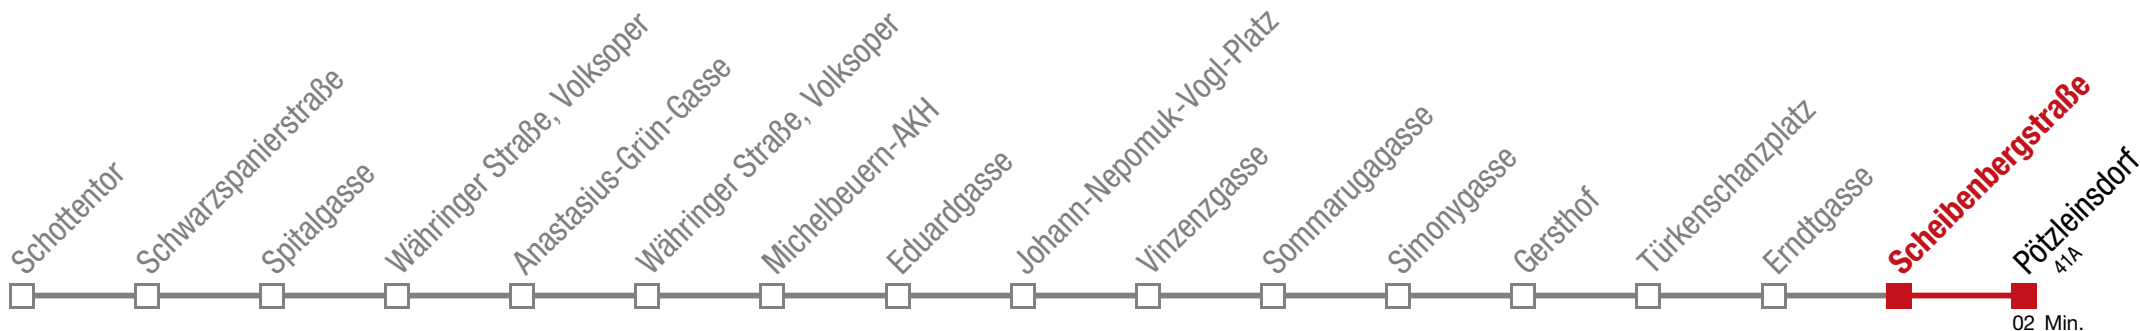 Schottentor
Schwarzspanierstraße
Spitalgasse
Währinger Straße, Volksoper
Anastasius-Grün-Gasse
Währinger Straße, Volksoper
Michelbeuern-AKH
Eduardgasse
Johann-Nepomuk-Vogl-Platz
Vinzenzgasse
Sommarugagasse
Simonygasse
Gersthof
Türkenschanzplatz
Erndtgasse
Scheibenbergstraße
Pötzleinsdorf
41A
02 Min.